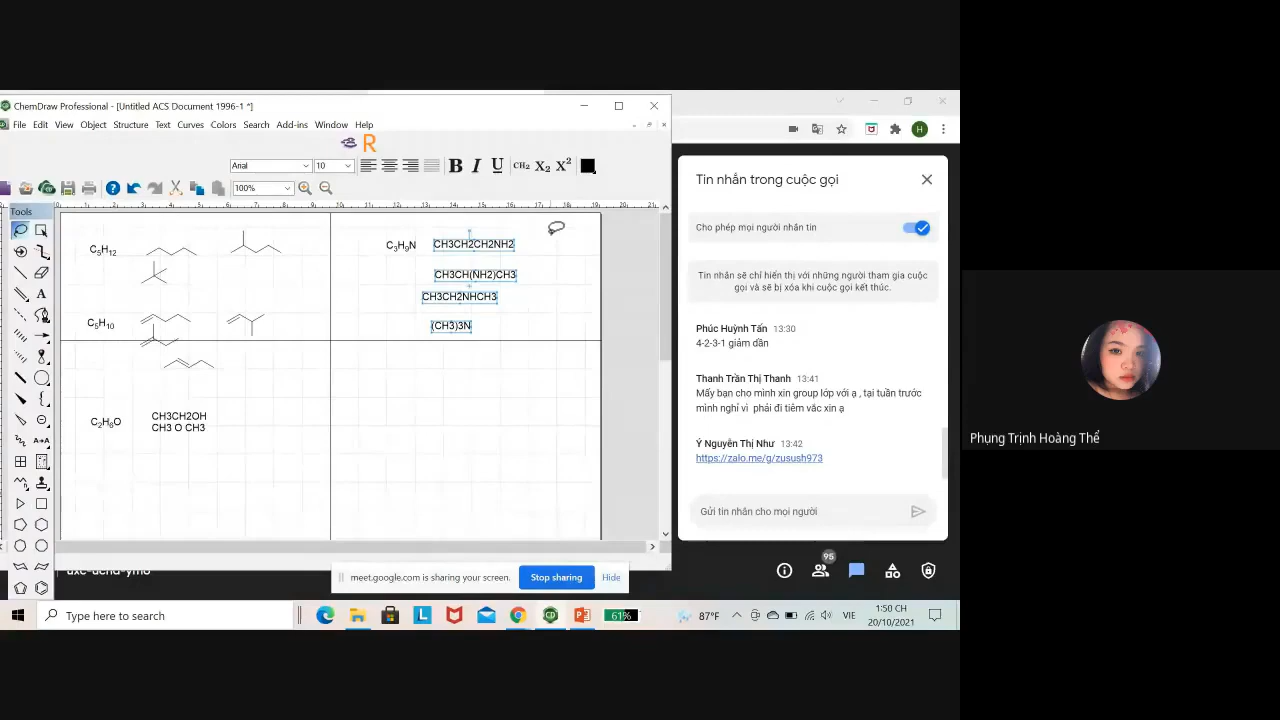 ChemDraw Professional - [Untitled ACS Document 1996-1 *]
File Edit View Object Structure Text Curves Colors Search Add-ins Window Help
R
Arial 10 B I U CH₂ X₂ X²
100%
Tools
C₅H₁₂
C₅H₁₀
C₂H₆O CH3CH2OH
CH3 O CH3
C₃H₉N CH3CH2CH2NH2
CH3CH(NH2)CH3
CH3CH2NHCH3
(CH3)3N
A
A
meet.google.com is sharing your screen. Stop sharing Hide
H
Tin nhắn trong cuộc gọi
Cho phép mọi người nhắn tin
Tin nhắn sẽ chỉ hiển thị với những người tham gia cuộc
gọi và sẽ bị xóa khi cuộc gọi kết thúc.
Phúc Huỳnh Tấn 13:30
4-2-3-1 giảm dần
Thanh Trần Thị Thanh 13:41
Mấy bạn cho mình xin group lớp với ạ , tại tuần trước
mình nghỉ vì phải đi tiêm vắc xin ạ
Ý Nguyễn Thị Như 13:42
https://zalo.me/g/zusush973
Gửi tin nhắn cho mọi người
95
Phụng Trịnh Hoàng Thể
Type here to search
61%
87°F
VIE
1:50 CH
20/10/2021